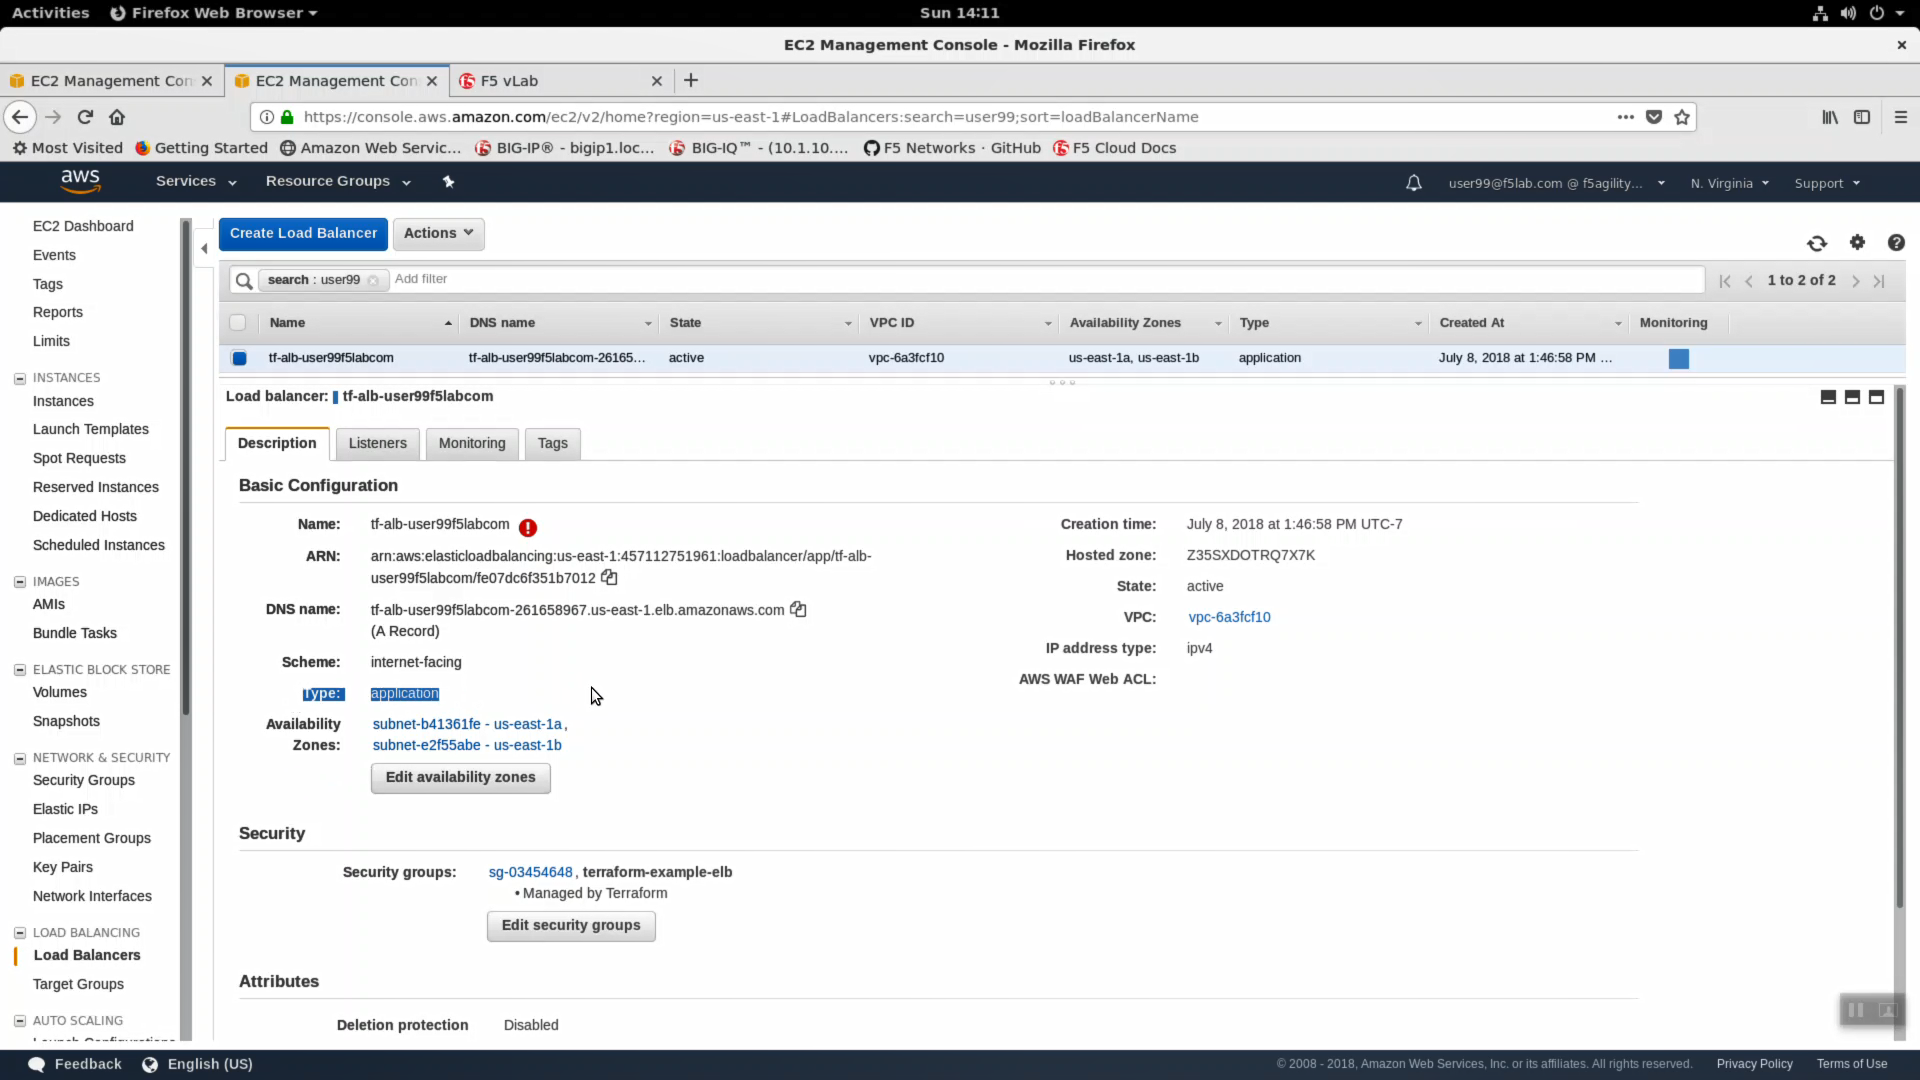 Activities Firefox Web Browser Sun 14:11
EC2 Management Console - Mozilla Firefox
EC2 Management Con EC2 Management Con F5 vLab
https://console.aws.amazon.com/ec2/v2/home?region=us-east-1#LoadBalancers:search=user99;sort=loadBalancerName
Most Visited Getting Started Amazon Web Servic... BIG-IP® - bigip1.loc... BIG-IQ™ - (10.1.10.... F5 Networks · GitHub F5 Cloud Docs
aws Services Resource Groups user99@f5lab.com @ f5agility... N. Virginia Support
EC2 Dashboard
Events
Tags
Reports
Limits
INSTANCES
Instances
Launch Templates
Spot Requests
Reserved Instances
Dedicated Hosts
Scheduled Instances
IMAGES
AMIs
Bundle Tasks
ELASTIC BLOCK STORE
Volumes
Snapshots
NETWORK & SECURITY
Security Groups
Elastic IPs
Placement Groups
Key Pairs
Network Interfaces
LOAD BALANCING
Load Balancers
Target Groups
AUTO SCALING
Launch Configurations
Create Load Balancer Actions
search : user99 Add filter 1 to 2 of 2
Name DNS name State VPC ID Availability Zones Type Created At Monitoring
tf-alb-user99f5labcom tf-alb-user99f5labcom-26165... active vpc-6a3fcf10 us-east-1a, us-east-1b application July 8, 2018 at 1:46:58 PM ...
Load balancer: tf-alb-user99f5labcom
Description Listeners Monitoring Tags
Basic Configuration
Name: tf-alb-user99f5labcom
ARN: arn:aws:elasticloadbalancing:us-east-1:457112751961:loadbalancer/app/tf-alb-
user99f5labcom/fe07dc6f351b7012
DNS name: tf-alb-user99f5labcom-261658967.us-east-1.elb.amazonaws.com
(A Record)
Scheme: internet-facing
Type: application
Availability subnet-b41361fe - us-east-1a,
Zones: subnet-e2f55abe - us-east-1b
Edit availability zones
Creation time: July 8, 2018 at 1:46:58 PM UTC-7
Hosted zone: Z35SXDOTRQ7X7K
State: active
VPC: vpc-6a3fcf10
IP address type: ipv4
AWS WAF Web ACL:
Security
Security groups: sg-03454648, terraform-example-elb
• Managed by Terraform
Edit security groups
Attributes
Deletion protection Disabled
Feedback English (US) © 2008 - 2018, Amazon Web Services, Inc. or its affiliates. All rights reserved. Privacy Policy Terms of Use